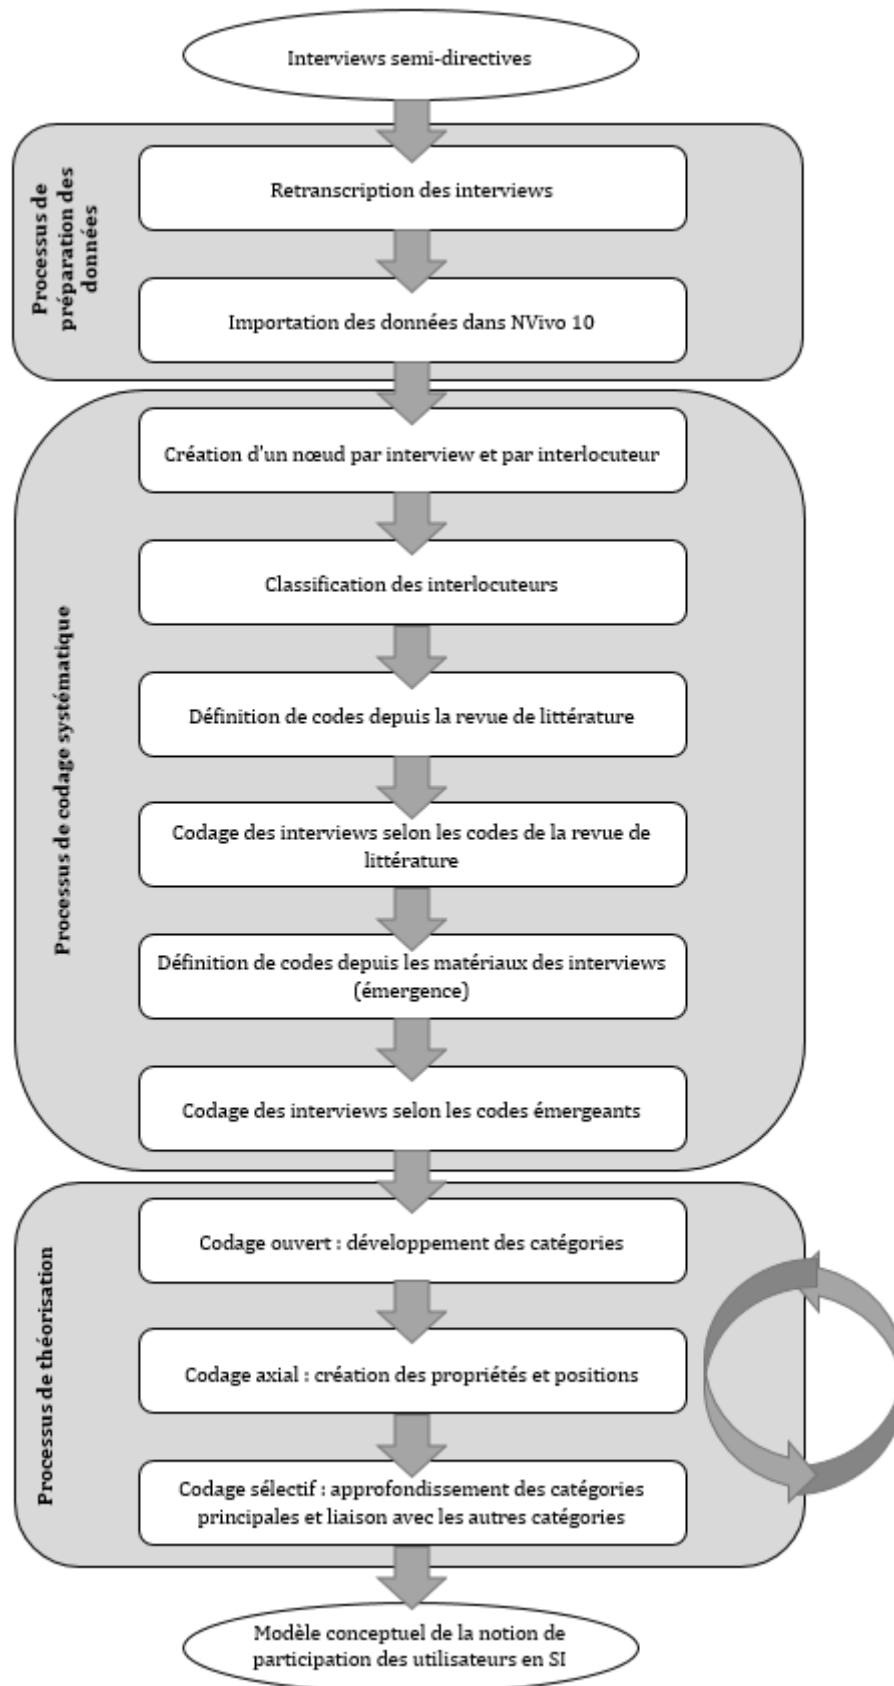 Interviews semi-directives
Processus de
préparation des
données
Retranscription des interviews
Importation des données dans NVivo 10
Processus de codage systématique
Création d'un nœud par interview et par interlocuteur
Classification des interlocuteurs
Définition de codes depuis la revue de littérature
Codage des interviews selon les codes de la revue de
littérature
Définition de codes depuis les matériaux des interviews
(émergence)
Codage des interviews selon les codes émergeants
Processus de théorisation
Codage ouvert : développement des catégories
Codage axial : création des propriétés et positions
Codage sélectif : approfondissement des catégories
principales et liaison avec les autres catégories
Modèle conceptuel de la notion de
participation des utilisateurs en SI